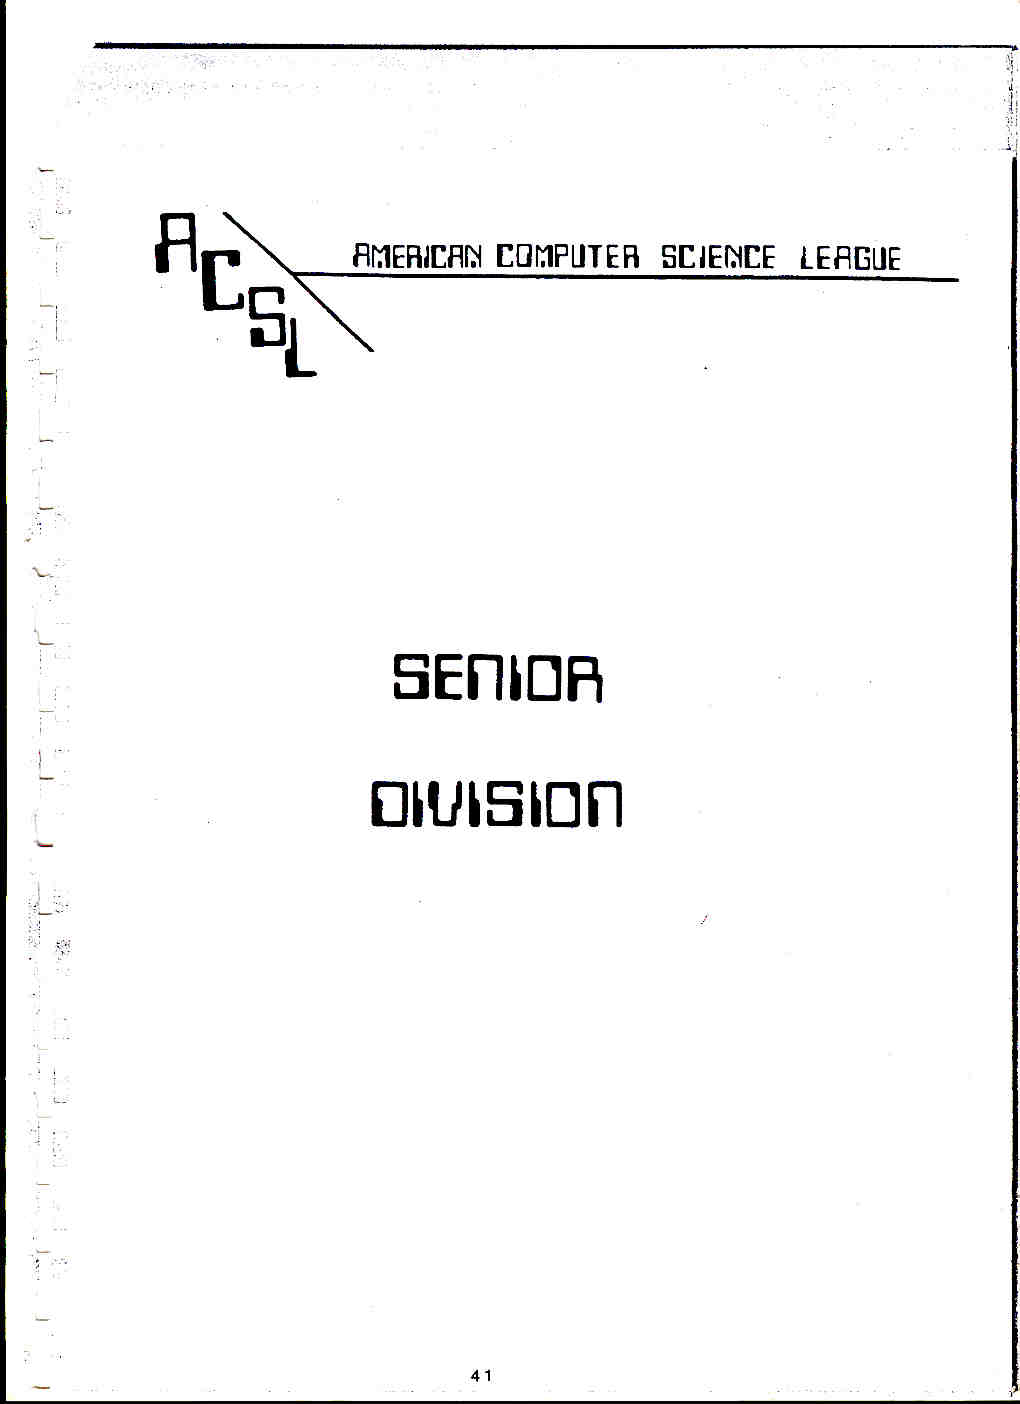 ACSL
AMERICAN COMPUTER SCIENCE LEAGUE
SENIOR
DIVISION
41